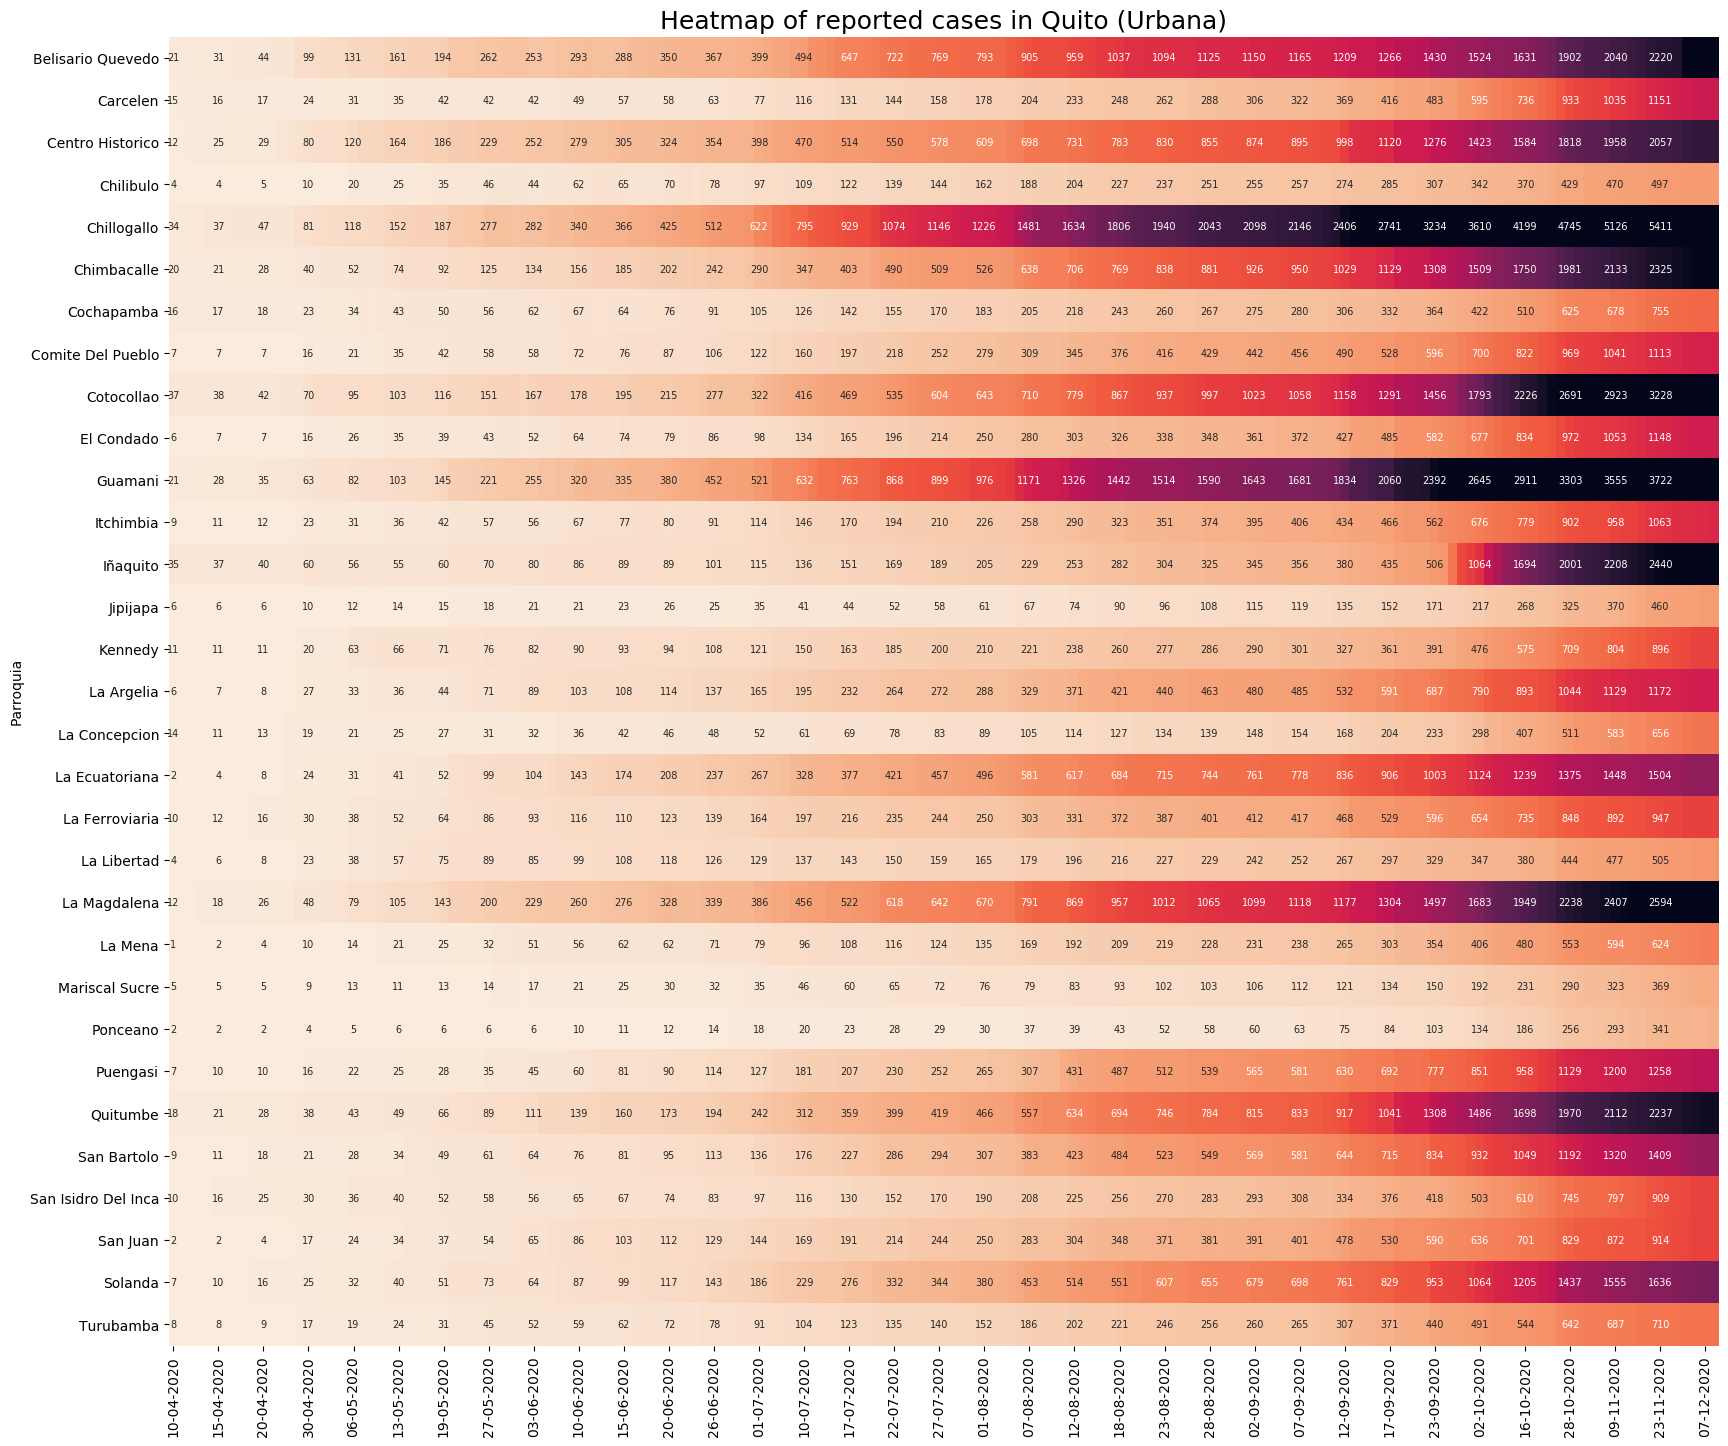 Heatmap of reported cases in Quito (Urbana)
Parroquia
Belisario Quevedo 21 31 44 99 131 161 194 262 253 293 288 350 367 399 494 647 722 769 793 905 959 1037 1094 1125 1150 1165 1209 1266 1430 1524 1631 1902 2040 2220
Carcelen 15 16 17 24 31 35 42 42 42 49 57 58 63 77 116 131 144 158 178 204 233 248 262 288 306 322 369 416 483 595 736 933 1035 1151
Centro Historico 12 25 29 80 120 164 186 229 252 279 305 324 354 398 470 514 550 578 609 698 731 783 830 855 874 895 998 1120 1276 1423 1584 1818 1958 2057
Chilibulo 4 4 5 10 20 25 35 46 44 62 65 70 78 97 109 122 139 144 162 188 204 227 237 251 255 257 274 285 307 342 370 429 470 497
Chillogallo 34 37 47 81 118 152 187 277 282 340 366 425 512 622 795 929 1074 1146 1226 1481 1634 1806 1940 2043 2098 2146 2406 2741 3234 3610 4199 4745 5126 5411
Chimbacalle 20 21 28 40 52 74 92 125 134 156 185 202 242 290 347 403 490 509 526 638 706 769 838 881 926 950 1029 1129 1308 1509 1750 1981 2133 2325
Cochapamba 16 17 18 23 34 43 50 56 62 67 64 76 91 105 126 142 155 170 183 205 218 243 260 267 275 280 306 332 364 422 510 625 678 755
Comite Del Pueblo 7 7 7 16 21 35 42 58 58 72 76 87 106 122 160 197 218 252 279 309 345 376 416 429 442 456 490 528 596 700 822 969 1041 1113
Cotocollao 37 38 42 70 95 103 116 151 167 178 195 215 277 322 416 469 535 604 643 710 779 867 937 997 1023 1058 1158 1291 1456 1793 2226 2691 2923 3228
El Condado 6 7 7 16 26 35 39 43 52 64 74 79 86 98 134 165 196 214 250 280 303 326 338 348 361 372 427 485 582 677 834 972 1053 1148
Guamani 21 28 35 63 82 103 145 221 255 320 335 380 452 521 632 763 868 899 976 1171 1326 1442 1514 1590 1643 1681 1834 2060 2392 2645 2911 3303 3555 3722
Itchimbia 9 11 12 23 31 36 42 57 56 67 77 80 91 114 146 170 194 210 226 258 290 323 351 374 395 406 434 466 562 676 779 902 958 1063
Iñaquito 35 37 40 60 56 55 60 70 80 86 89 89 101 115 136 151 169 189 205 229 253 282 304 325 345 356 380 435 506 1064 1694 2001 2208 2440
Jipijapa 6 6 6 10 12 14 15 18 21 21 23 26 25 35 41 44 52 58 61 67 74 90 96 108 115 119 135 152 171 217 268 325 370 460
Kennedy 11 11 11 20 63 66 71 76 82 90 93 94 108 121 150 163 185 200 210 221 238 260 277 286 290 301 327 361 391 476 575 709 804 896
La Argelia 6 7 8 27 33 36 44 71 89 103 108 114 137 165 195 232 264 272 288 329 371 421 440 463 480 485 532 591 687 790 893 1044 1129 1172
La Concepcion 14 11 13 19 21 25 27 31 32 36 42 46 48 52 61 69 78 83 89 105 114 127 134 139 148 154 168 204 233 298 407 511 583 656
La Ecuatoriana 2 4 8 24 31 41 52 99 104 143 174 208 237 267 328 377 421 457 496 581 617 684 715 744 761 778 836 906 1003 1124 1239 1375 1448 1504
La Ferroviaria 10 12 16 30 38 52 64 86 93 116 110 123 139 164 197 216 235 244 250 303 331 372 387 401 412 417 468 529 596 654 735 848 892 947
La Libertad 4 6 8 23 38 57 75 89 85 99 108 118 126 129 137 143 150 159 165 179 196 216 227 229 242 252 267 297 329 347 380 444 477 505
La Magdalena 12 18 26 48 79 105 143 200 229 260 276 328 339 386 456 522 618 642 670 791 869 957 1012 1065 1099 1118 1177 1304 1497 1683 1949 2238 2407 2594
La Mena 1 2 4 10 14 21 25 32 51 56 62 62 71 79 96 108 116 124 135 169 192 209 219 228 231 238 265 303 354 406 480 553 594 624
Mariscal Sucre 5 5 5 9 13 11 13 14 17 21 25 30 32 35 46 60 65 72 76 79 83 93 102 103 106 112 121 134 150 192 231 290 323 369
Ponceano 2 2 2 4 5 6 6 6 6 10 11 12 14 18 20 23 28 29 30 37 39 43 52 58 60 63 75 84 103 134 186 256 293 341
Puengasi 7 10 10 16 22 25 28 35 45 60 81 90 114 127 181 207 230 252 265 307 431 487 512 539 565 581 630 692 777 851 958 1129 1200 1258
Quitumbe 18 21 28 38 43 49 66 89 111 139 160 173 194 242 312 359 399 419 466 557 634 694 746 784 815 833 917 1041 1308 1486 1698 1970 2112 2237
San Bartolo 9 11 18 21 28 34 49 61 64 76 81 95 113 136 176 227 286 294 307 383 423 484 523 549 569 581 644 715 834 932 1049 1192 1320 1409
San Isidro Del Inca 10 16 25 30 36 40 52 58 56 65 67 74 83 97 116 130 152 170 190 208 225 256 270 283 293 308 334 376 418 503 610 745 797 909
San Juan 2 2 4 17 24 34 37 54 65 86 103 112 129 144 169 191 214 244 250 283 304 348 371 381 391 401 478 530 590 636 701 829 872 914
Solanda 7 10 16 25 32 40 51 73 64 87 99 117 143 186 229 276 332 344 380 453 514 551 607 655 679 698 761 829 953 1064 1205 1437 1555 1636
Turubamba 8 8 9 17 19 24 31 45 52 59 62 72 78 91 104 123 135 140 152 186 202 221 246 256 260 265 307 371 440 491 544 642 687 710
10-04-2020 15-04-2020 20-04-2020 30-04-2020 06-05-2020 13-05-2020 19-05-2020 27-05-2020 03-06-2020 10-06-2020 15-06-2020 20-06-2020 26-06-2020 01-07-2020 10-07-2020 17-07-2020 22-07-2020 27-07-2020 01-08-2020 07-08-2020 12-08-2020 18-08-2020 23-08-2020 28-08-2020 02-09-2020 07-09-2020 12-09-2020 17-09-2020 23-09-2020 02-10-2020 16-10-2020 28-10-2020 09-11-2020 23-11-2020 07-12-2020